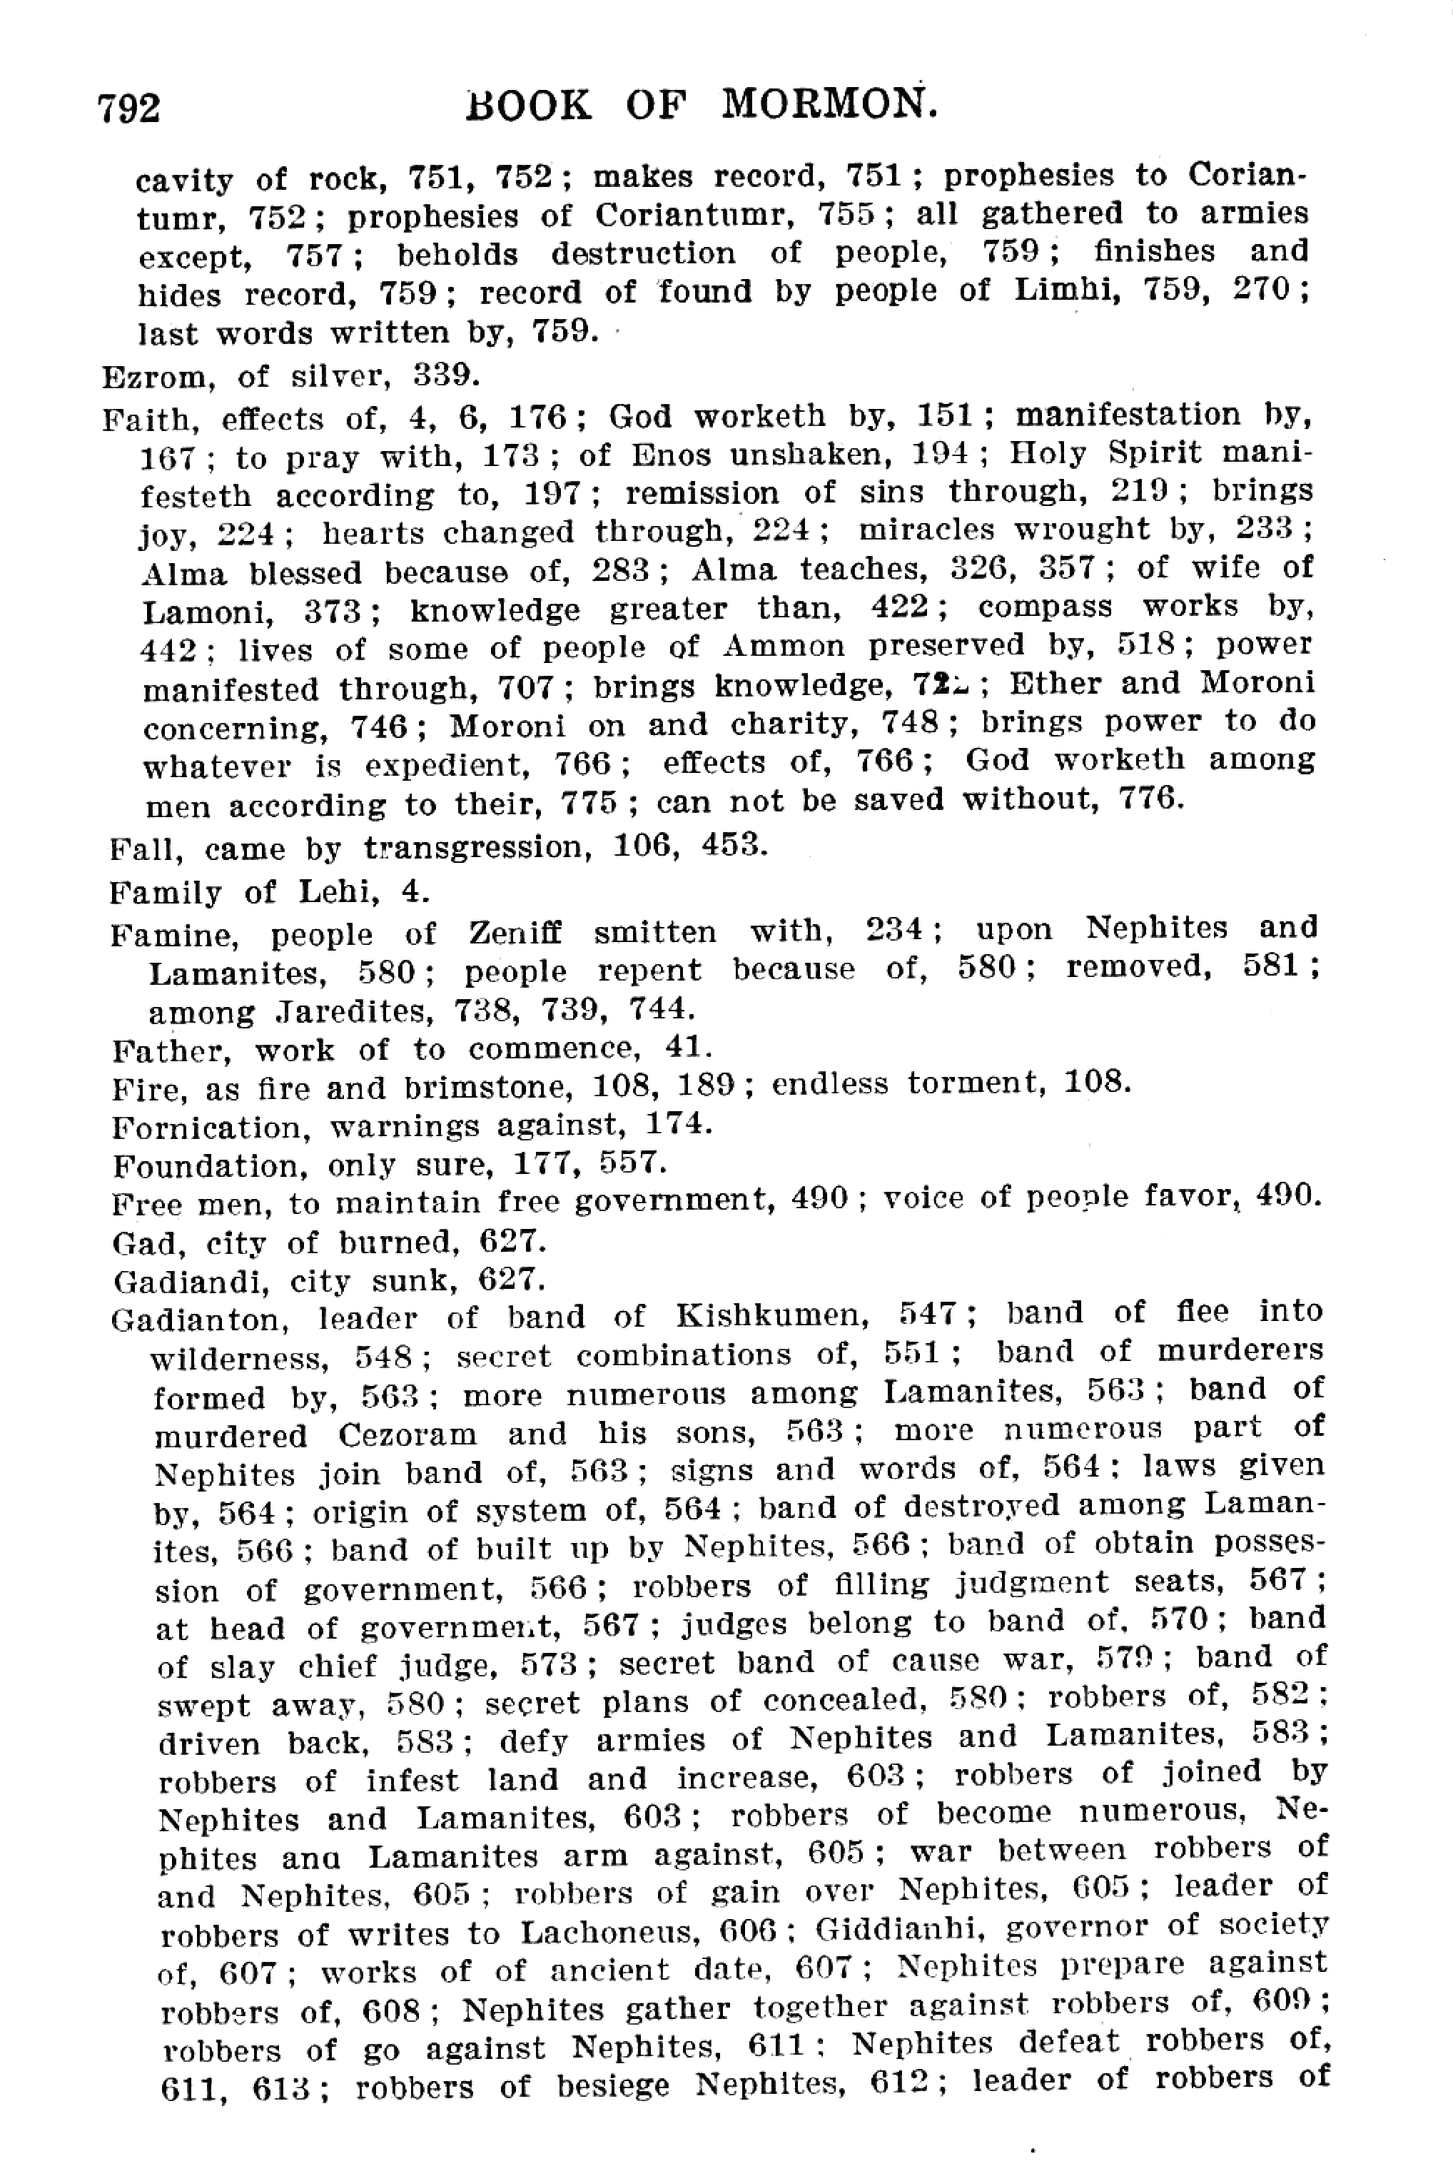 792 BOOK OF MORMON.
cavity of rock, 751, 752; makes record, 751; prophesies to Corian-
tumr, 752; prophesies of Coriantumr, 755; all gathered to armies
except, 757; beholds destruction of people, 759; finishes and
hides record, 759; record of found by people of Limhi, 759, 270;
last words written by, 759.
Ezrom, of silver, 339.
Faith, effects of, 4, 6, 176; God worketh by, 151; manifestation by,
167; to pray with, 173; of Enos unshaken, 194; Holy Spirit mani-
festeth according to, 197; remission of sins through, 219; brings
joy, 224; hearts changed through, 224; miracles wrought by, 233;
Alma blessed because of, 283; Alma teaches, 326, 357; of wife of
Lamoni, 373; knowledge greater than, 422; compass works by,
442; lives of some of people of Ammon preserved by, 518; power
manifested through, 707; brings knowledge, ; Ether and Moroni
concerning, 746; Moroni on and charity, 748; brings power to do
whatever is expedient, 766; effects of, 766; God worketh among
men according to their, 775; can not be saved without, 776.
Fall, came by transgression, 106, 453.
Family of Lehi, 4.
Famine, people of Zeniff smitten with, 234; upon Nephites and
Lamanites, 580; people repent because of, 580; removed, 581;
among Jaredites, 738, 739, 744.
Father, work of to commence, 41.
Fire, as fire and brimstone, 108, 189; endless torment, 108.
Fornication, warnings against, 174.
Foundation, only sure, 177, 557.
Free men, to maintain free government, 490; voice of people favor, 490.
Gad, city of burned, 627.
Gadiandi, city sunk, 627.
Gadianton, leader of band of Kishkumen, 547; band of flee into
wilderness, 548; secret combinations of, 551; band of murderers
formed by, 563; more numerous among Lamanites, 563; band of
murdered Cezoram and his sons, 563; more numerous part of
Nephites join band of, 563; signs and words of, 564; laws given
by, 564; origin of system of, 564; band of destroyed among Laman-
ites, 566; band of built up by Nephites, 566; band of obtain posses-
sion of government, 566; robbers of filling judgment seats, 567;
at head of government, 567; judges belong to band of, 570; band
of slay chief judge, 573; secret band of cause war, 579; band of
swept away, 580; secret plans of concealed, 580; robbers of, 582;
driven back, 583; defy armies of Nephites and Lamanites, 583;
robbers of infest land and increase, 603; robbers of joined by
Nephites and Lamanites, 603; robbers of become numerous, Ne-
phites and Lamanites arm against, 605; war between robbers of
and Nephites, 605; robbers of gain over Nephites, 605; leader of
robbers of writes to Lachoneus, 606; Giddianhi, governor of society
of, 607; works of of ancient date, 607; Nephites prepare against
robbers of, 608; Nephites gather together against robbers of, 609;
robbers of go against Nephites, 611; Nephites defeat robbers of,
611, 613; robbers of besiege Nephites, 612; leader of robbers of